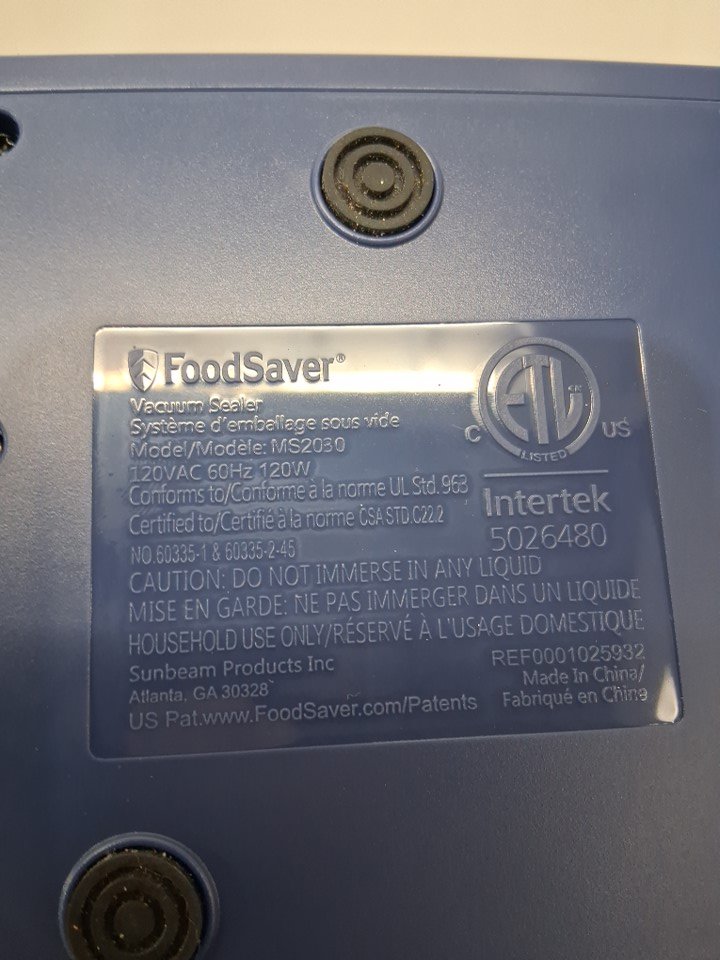 FoodSaver®
Vacuum Sealer
Système d'emballage sous vide
Model/Modèle: MS2030
120VAC 60Hz 120W
Conforms to/Conforme à la norme UL Std. 963
Certified to/Certifié à la norme CSA STD.C22.2
NO.60335-1 & 60335-2-45
ETL CM
C US
LISTED
Intertek
5026480
CAUTION: DO NOT IMMERSE IN ANY LIQUID
MISE EN GARDE: NE PAS IMMERGER DANS UN LIQUIDE
HOUSEHOLD USE ONLY/RÉSERVÉ À L'USAGE DOMESTIQUE
Sunbeam Products Inc
Atlanta, GA 30328
US Pat.www.FoodSaver.com/Patents
REF0001025932
Made In China/
Fabriqué en Chine